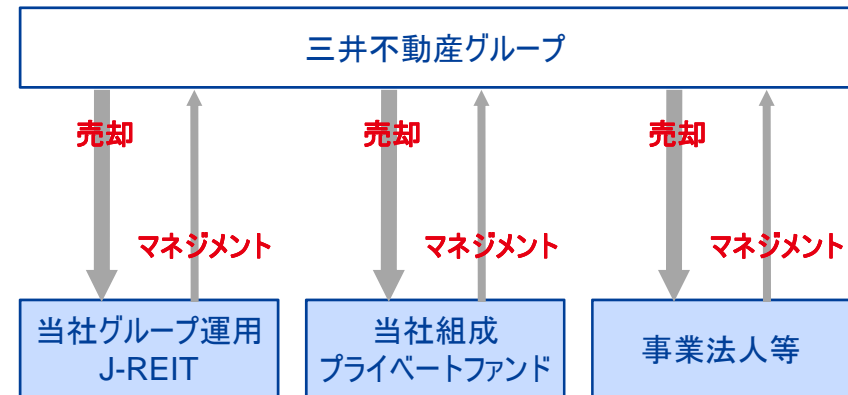 三井不動産グループ
売却
売却
売却
マネジメント
マネジメント
マネジメント
当社グループ運用
J-REIT
当社組成
プライベートファンド
事業法人等